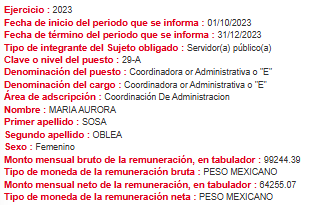 Ejercicio : 2023
Fecha de inicio del periodo que se informa : 01/10/2023
Fecha de término del periodo que se informa : 31/12/2023
Tipo de integrante del Sujeto obligado : Servidor(a) público(a)
Clave o nivel del puesto : 29-A
Denominación del puesto : Coordinadora or Administrativa o "E"
Denominación del cargo : Coordinadora or Administrativa o "E"
Área de adscripción : Coordinación De Administracion
Nombre : MARIA AURORA
Primer apellido : SOSA
Segundo apellido : OBLEA
Sexo : Femenino
Monto mensual bruto de la remuneración, en tabulador : 99244.39
Tipo de moneda de la remuneración bruta : PESO MEXICANO
Monto mensual neto de la remuneración, en tabulador : 64255.07
Tipo de moneda de la remuneración neta : PESO MEXICANO